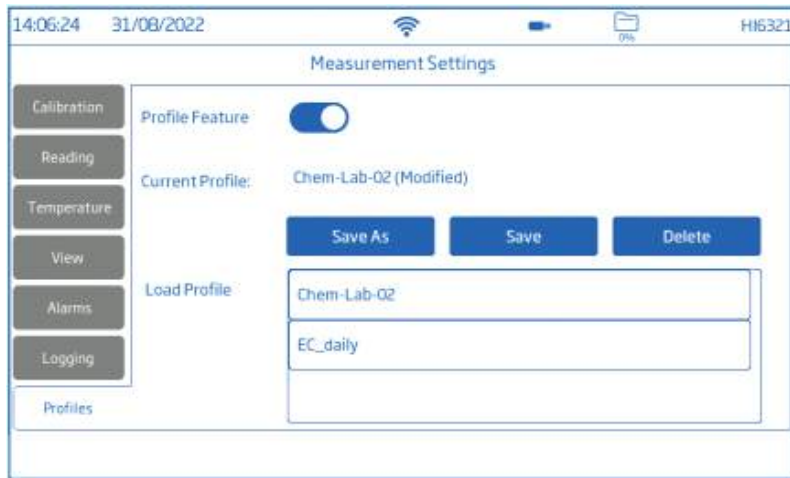 14:06:24 31/08/2022 0% HI6321
Measurement Settings
Calibration
Profile Feature
Reading
Current Profile: Chem-Lab-02 (Modified)
Temperature
Save As Save Delete
View
Load Profile
Chem-Lab-02
Alarms
EC_daily
Logging
Profiles